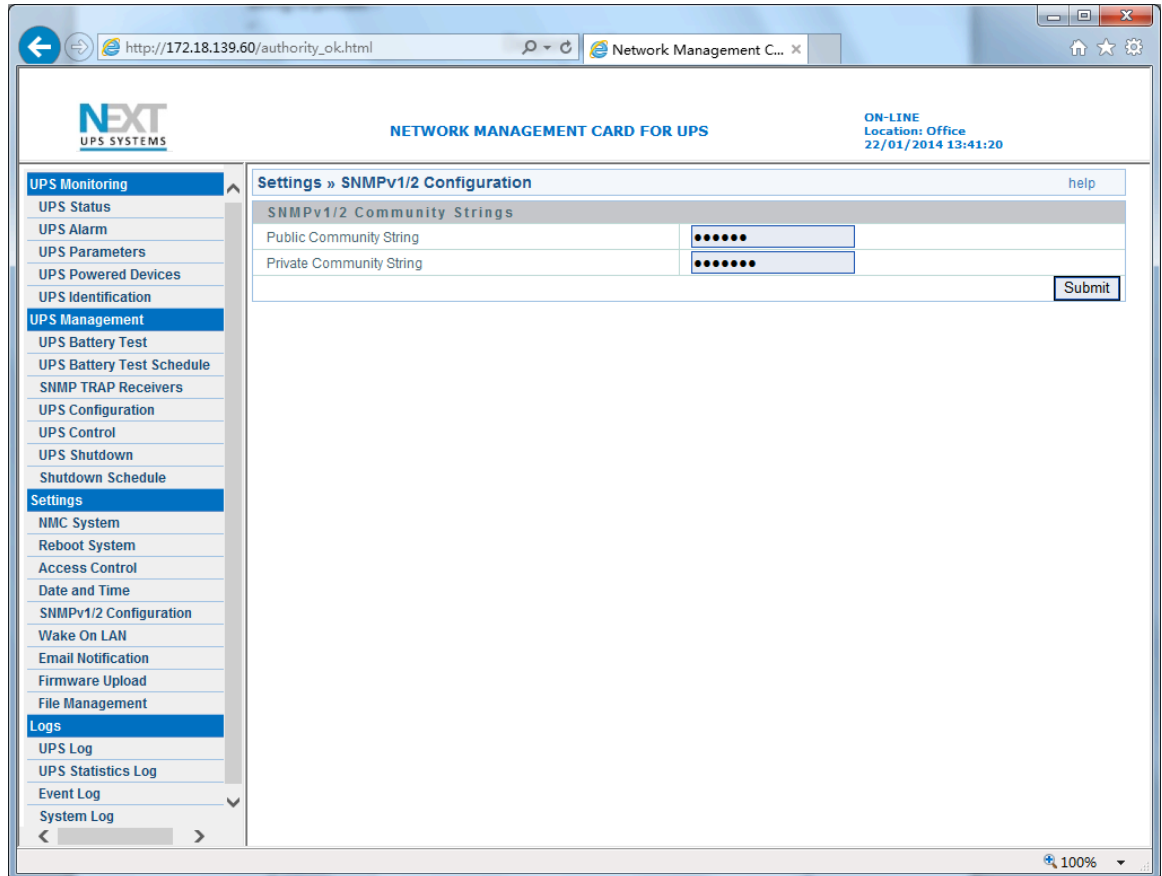 http://172.18.139.60/authority_ok.html
Network Management C...
NEXT
UPS SYSTEMS
NETWORK MANAGEMENT CARD FOR UPS
ON-LINE
Location: Office
22/01/2014 13:41:20
UPS Monitoring
UPS Status
UPS Alarm
UPS Parameters
UPS Powered Devices
UPS Identification
UPS Management
UPS Battery Test
UPS Battery Test Schedule
SNMP TRAP Receivers
UPS Configuration
UPS Control
UPS Shutdown
Shutdown Schedule
Settings
NMC System
Reboot System
Access Control
Date and Time
SNMPv1/2 Configuration
Wake On LAN
Email Notification
Firmware Upload
File Management
Logs
UPS Log
UPS Statistics Log
Event Log
System Log
Settings » SNMPv1/2 Configuration
help
SNMPv1/2 Community Strings
Public Community String ••••••
Private Community String •••••••
Submit
100%